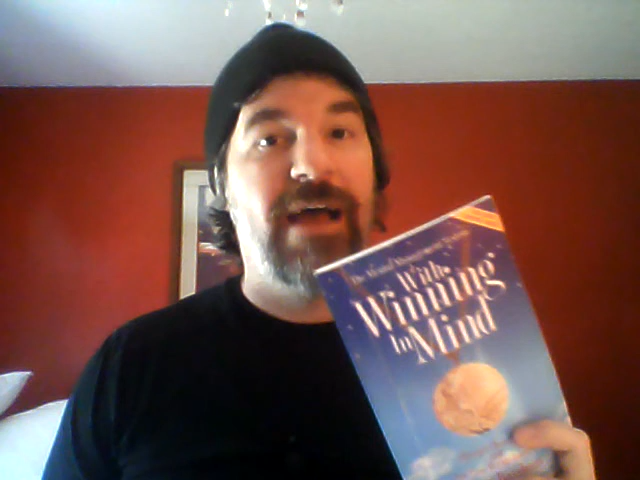 The Mental Management System
With
Winning
In
Mind